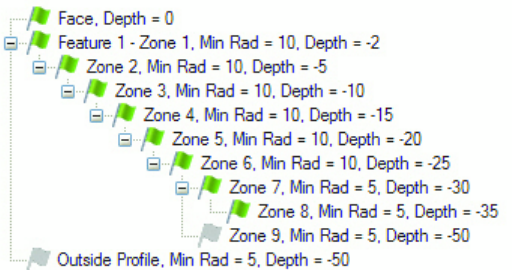 Face, Depth = 0
Feature 1 - Zone 1, Min Rad = 10, Depth = -2
Zone 2, Min Rad = 10, Depth = -5
Zone 3, Min Rad = 10, Depth = -10
Zone 4, Min Rad = 10, Depth = -15
Zone 5, Min Rad = 10, Depth = -20
Zone 6, Min Rad = 10, Depth = -25
Zone 7, Min Rad = 5, Depth = -30
Zone 8, Min Rad = 5, Depth = -35
Zone 9, Min Rad = 5, Depth = -50
Outside Profile, Min Rad = 5, Depth = -50